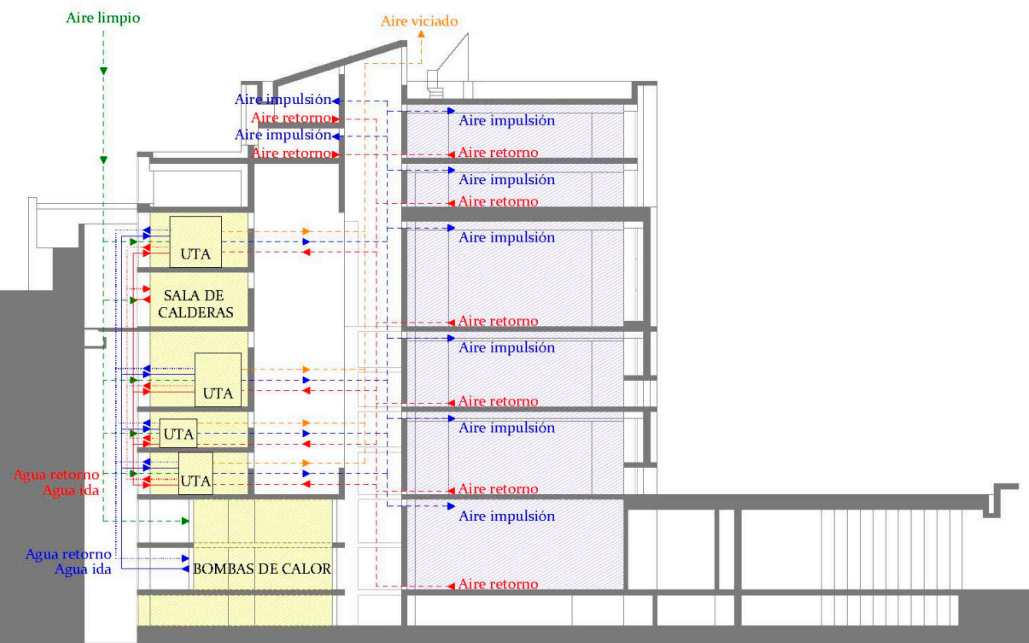 Aire limpio
Aire viciado
Aire impulsión
Aire retorno
Aire impulsión
Aire retorno
Aire impulsión
Aire retorno
Aire impulsión
Aire retorno
Aire impulsión
Aire retorno
Aire impulsión
Aire retorno
Aire impulsión
Aire retorno
Aire impulsión
Aire retorno
UTA
SALA DE
CALDERAS
UTA
UTA
UTA
Agua retorno
Agua ida
Agua retorno
Agua ida
BOMBAS DE CALOR